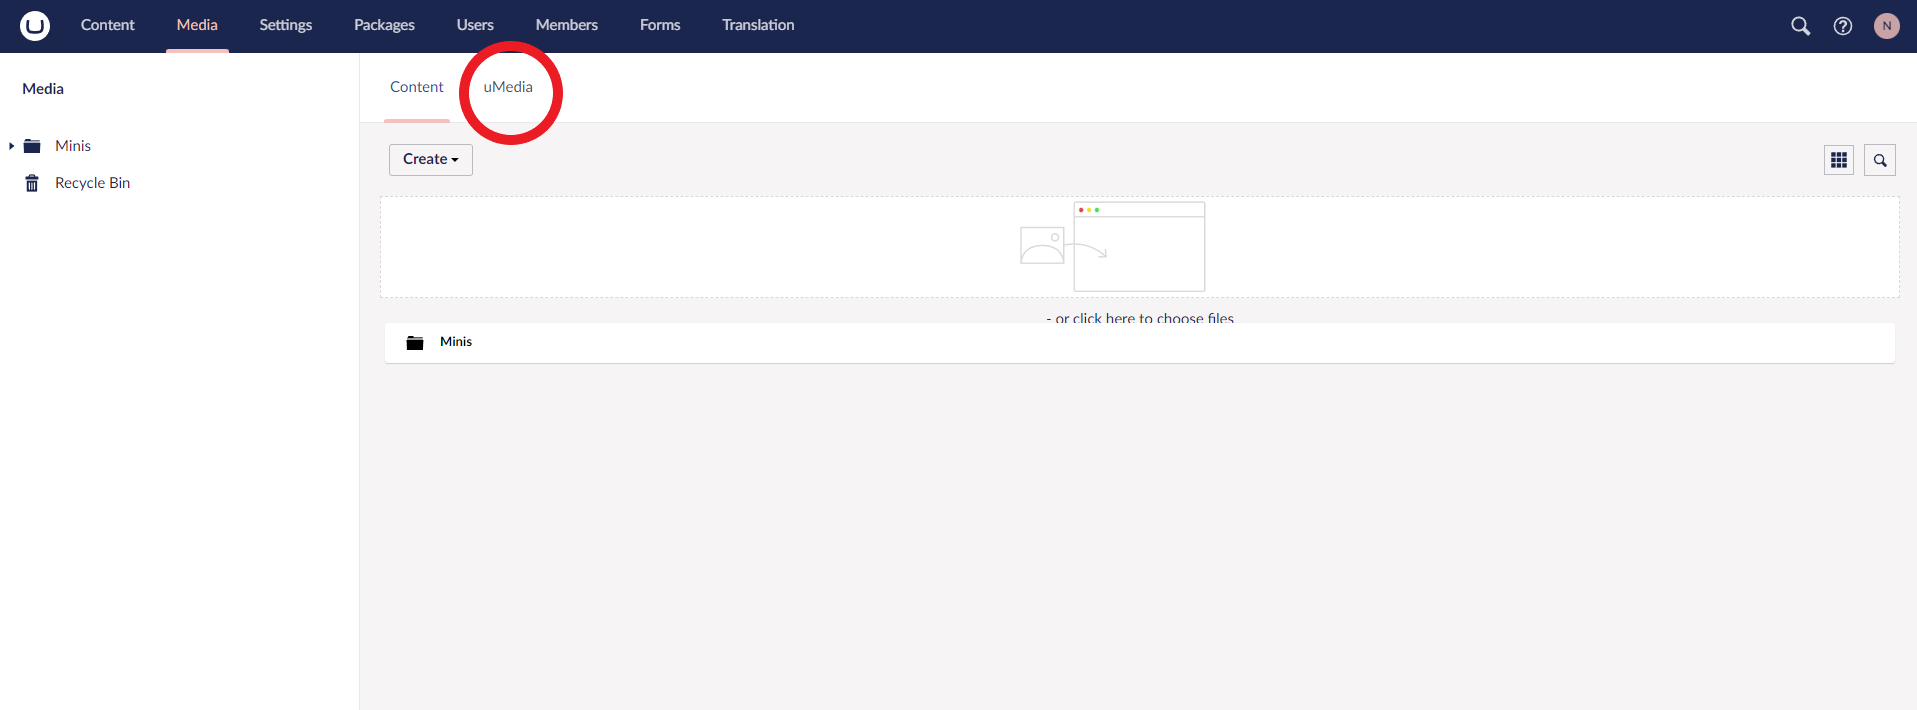 Content Media Settings Packages Users Members Forms Translation N
Media
Minis
Recycle Bin
Content uMedia
Create
- or click here to choose files
Minis